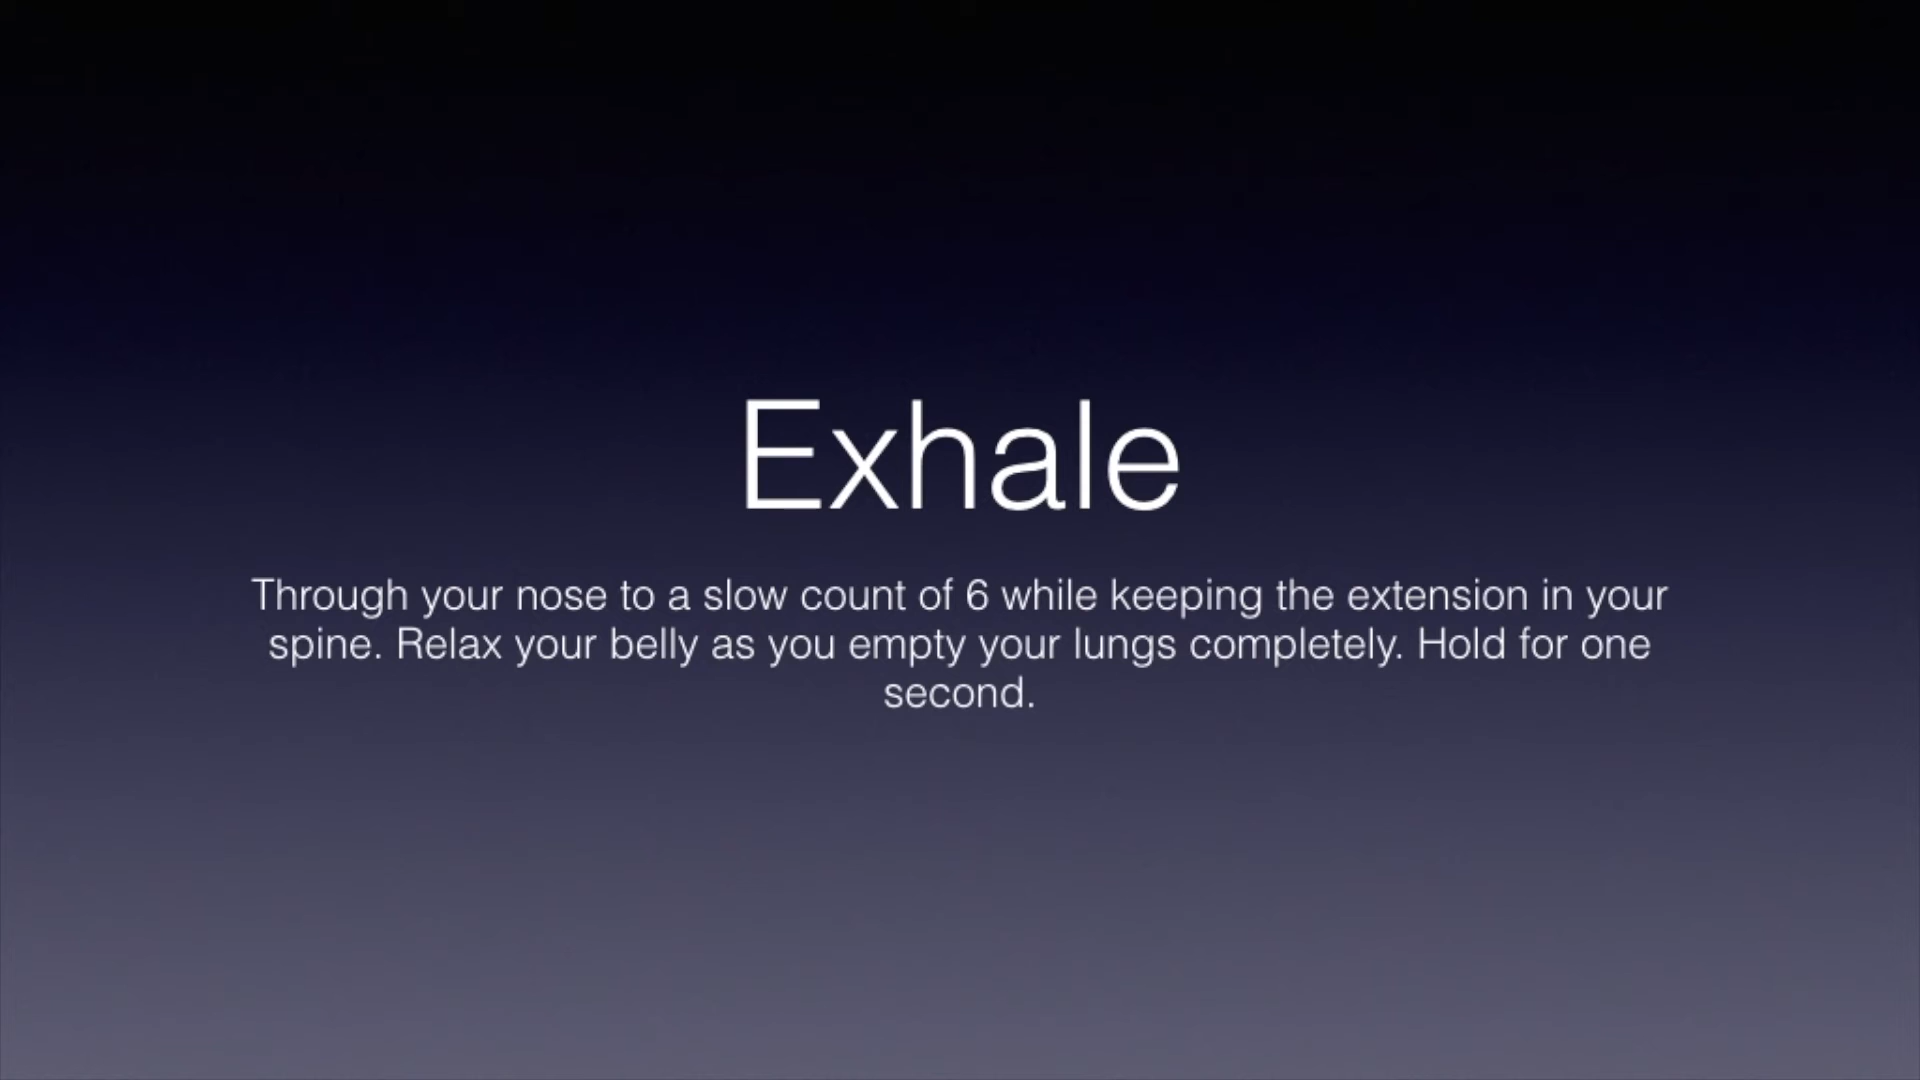 Exhale
Through your nose to a slow count of 6 while keeping the extension in your
spine. Relax your belly as you empty your lungs completely. Hold for one
second.